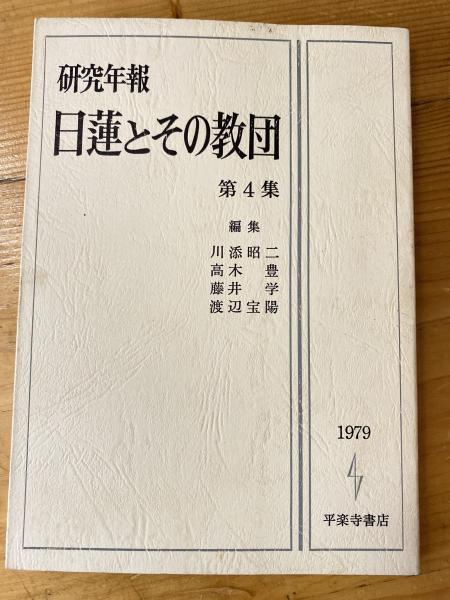 研究年報
日蓮とその教団
第4集
編集
川添昭二
高木豊
藤井学
渡辺宝陽
1979
平楽寺書店